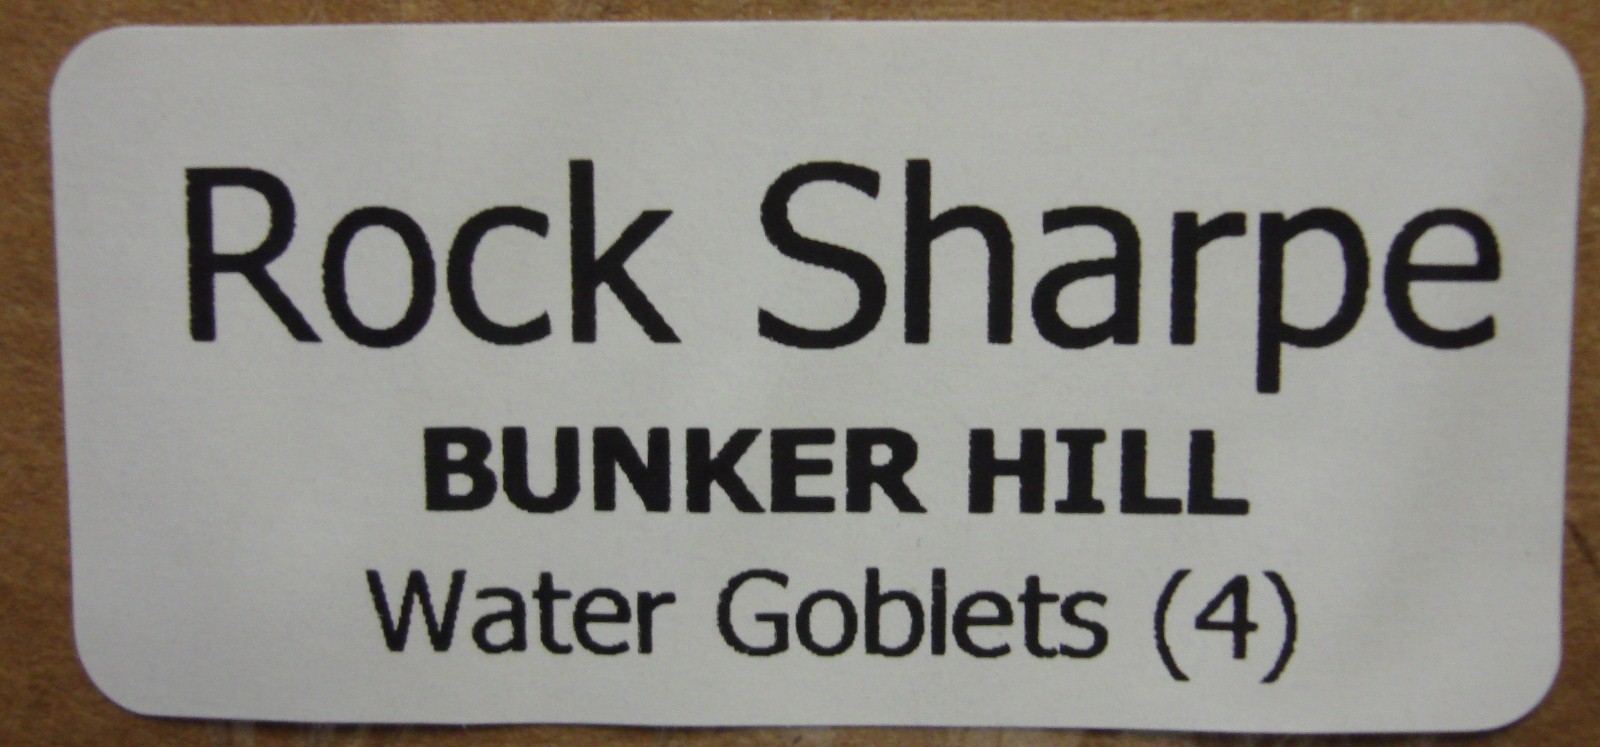 Rock Sharpe
BUNKER HILL
Water Goblets (4)